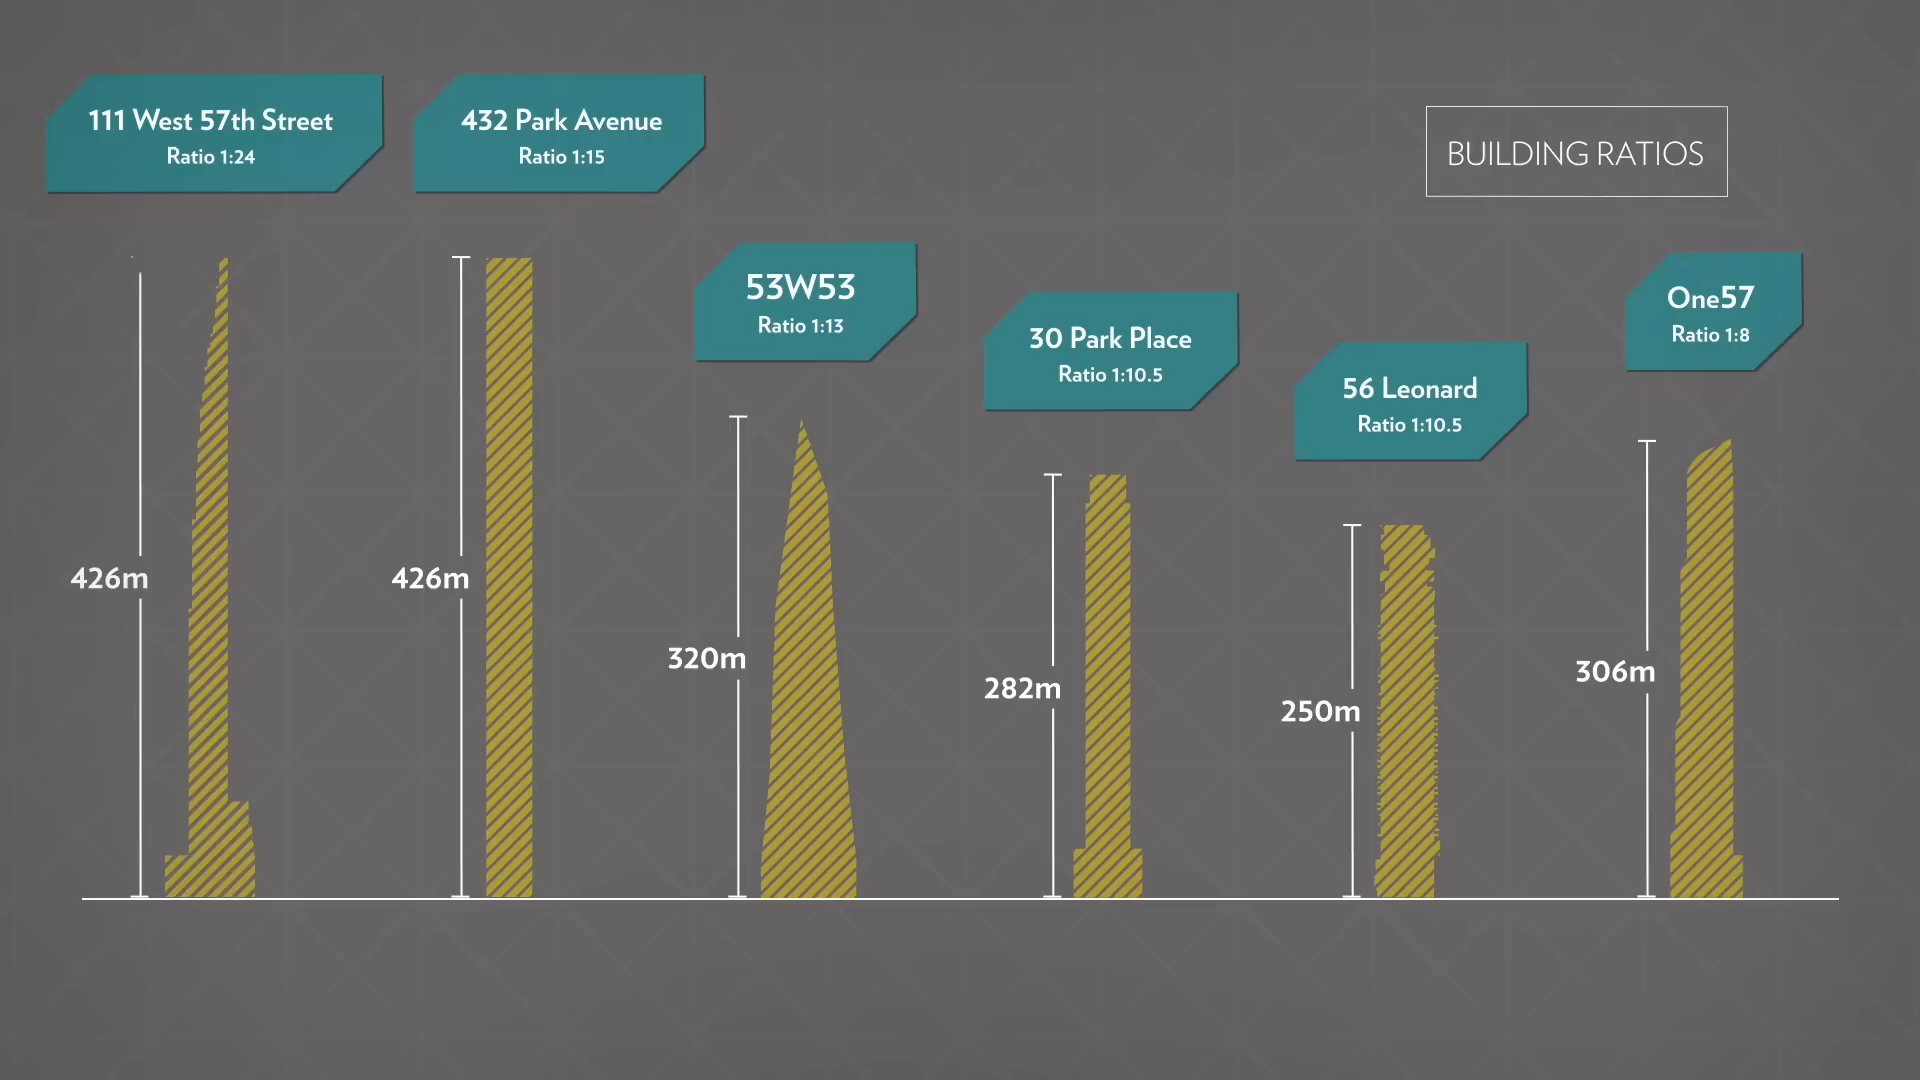 111 West 57th Street
Ratio 1:24
432 Park Avenue
Ratio 1:15
BUILDING RATIOS
53W53
Ratio 1:13
30 Park Place
Ratio 1:10.5
56 Leonard
Ratio 1:10.5
One57
Ratio 1:8
426m
426m
320m
282m
250m
306m